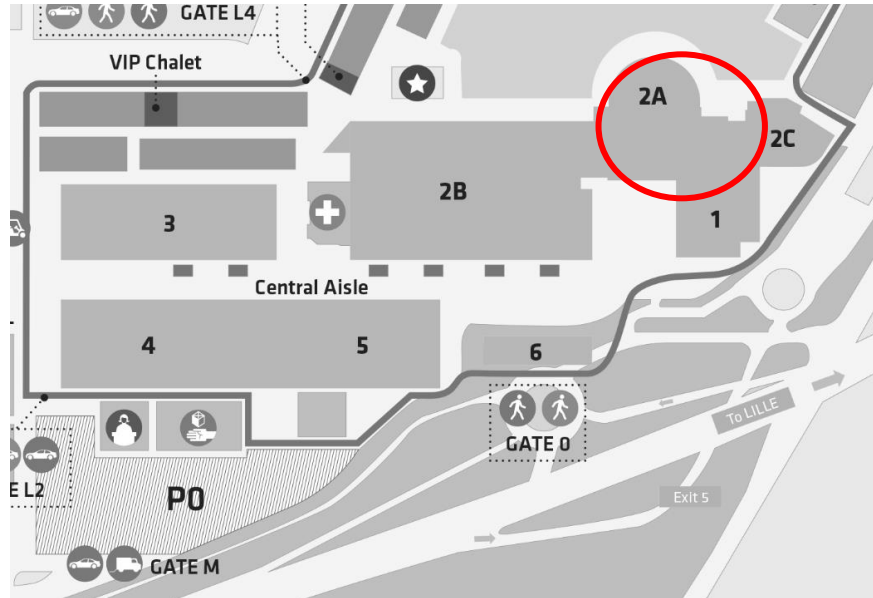 GATE L4
VIP Chalet
2A
2C
2B
3
1
Central Aisle
4
5
6
To LILLE
GATE 0
E L2
P0
Exit 5
GATE M